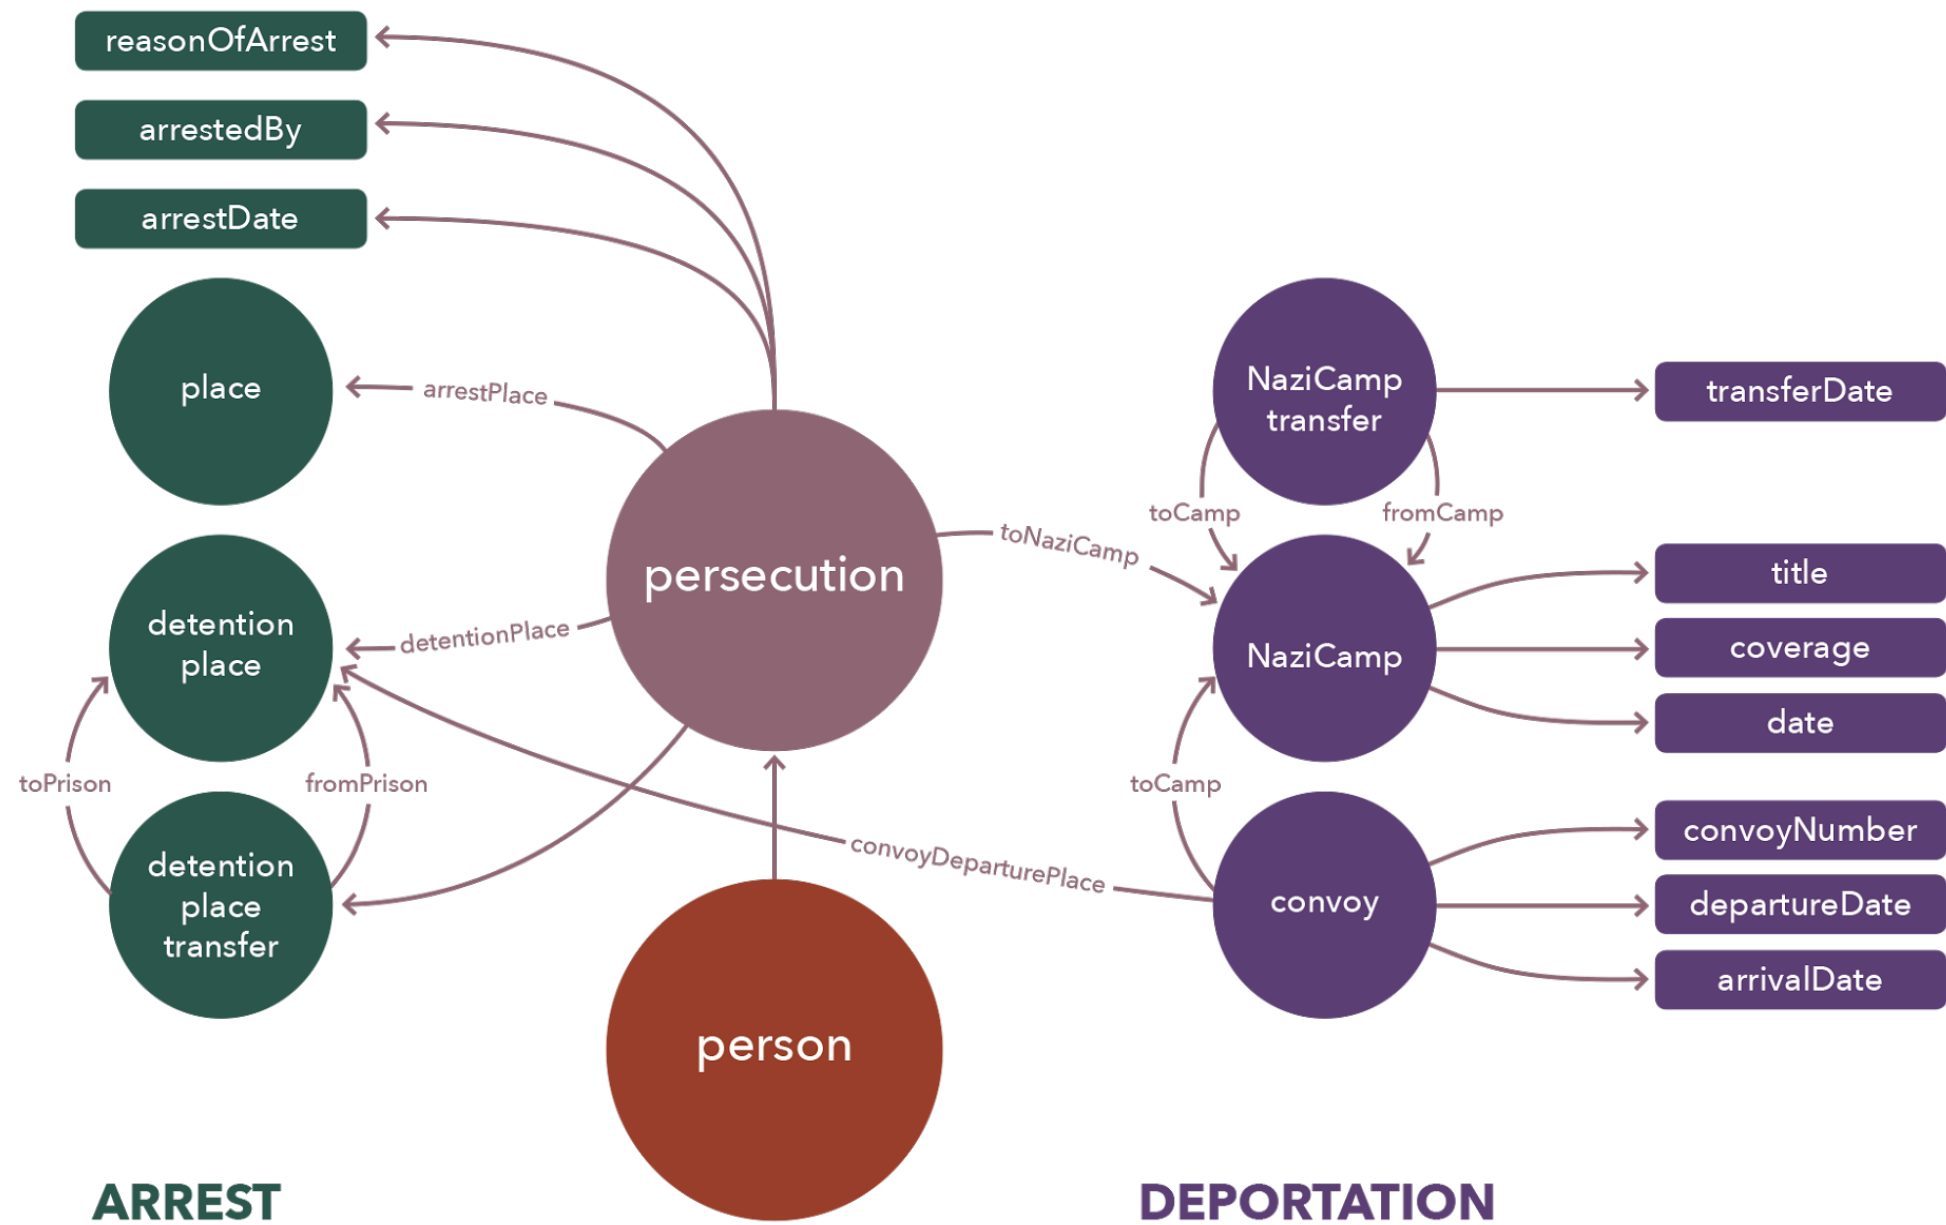 reasonOfArrest
arrestedBy
arrestDate
place
arrestPlace
detention
place
detentionPlace
toPrison
fromPrison
detention
place
transfer
persecution
person
toNaziCamp
convoyDeparturePlace
NaziCamp
transfer
transferDate
toCamp
fromCamp
NaziCamp
title
coverage
date
toCamp
convoy
convoyNumber
departureDate
arrivalDate
ARREST
DEPORTATION